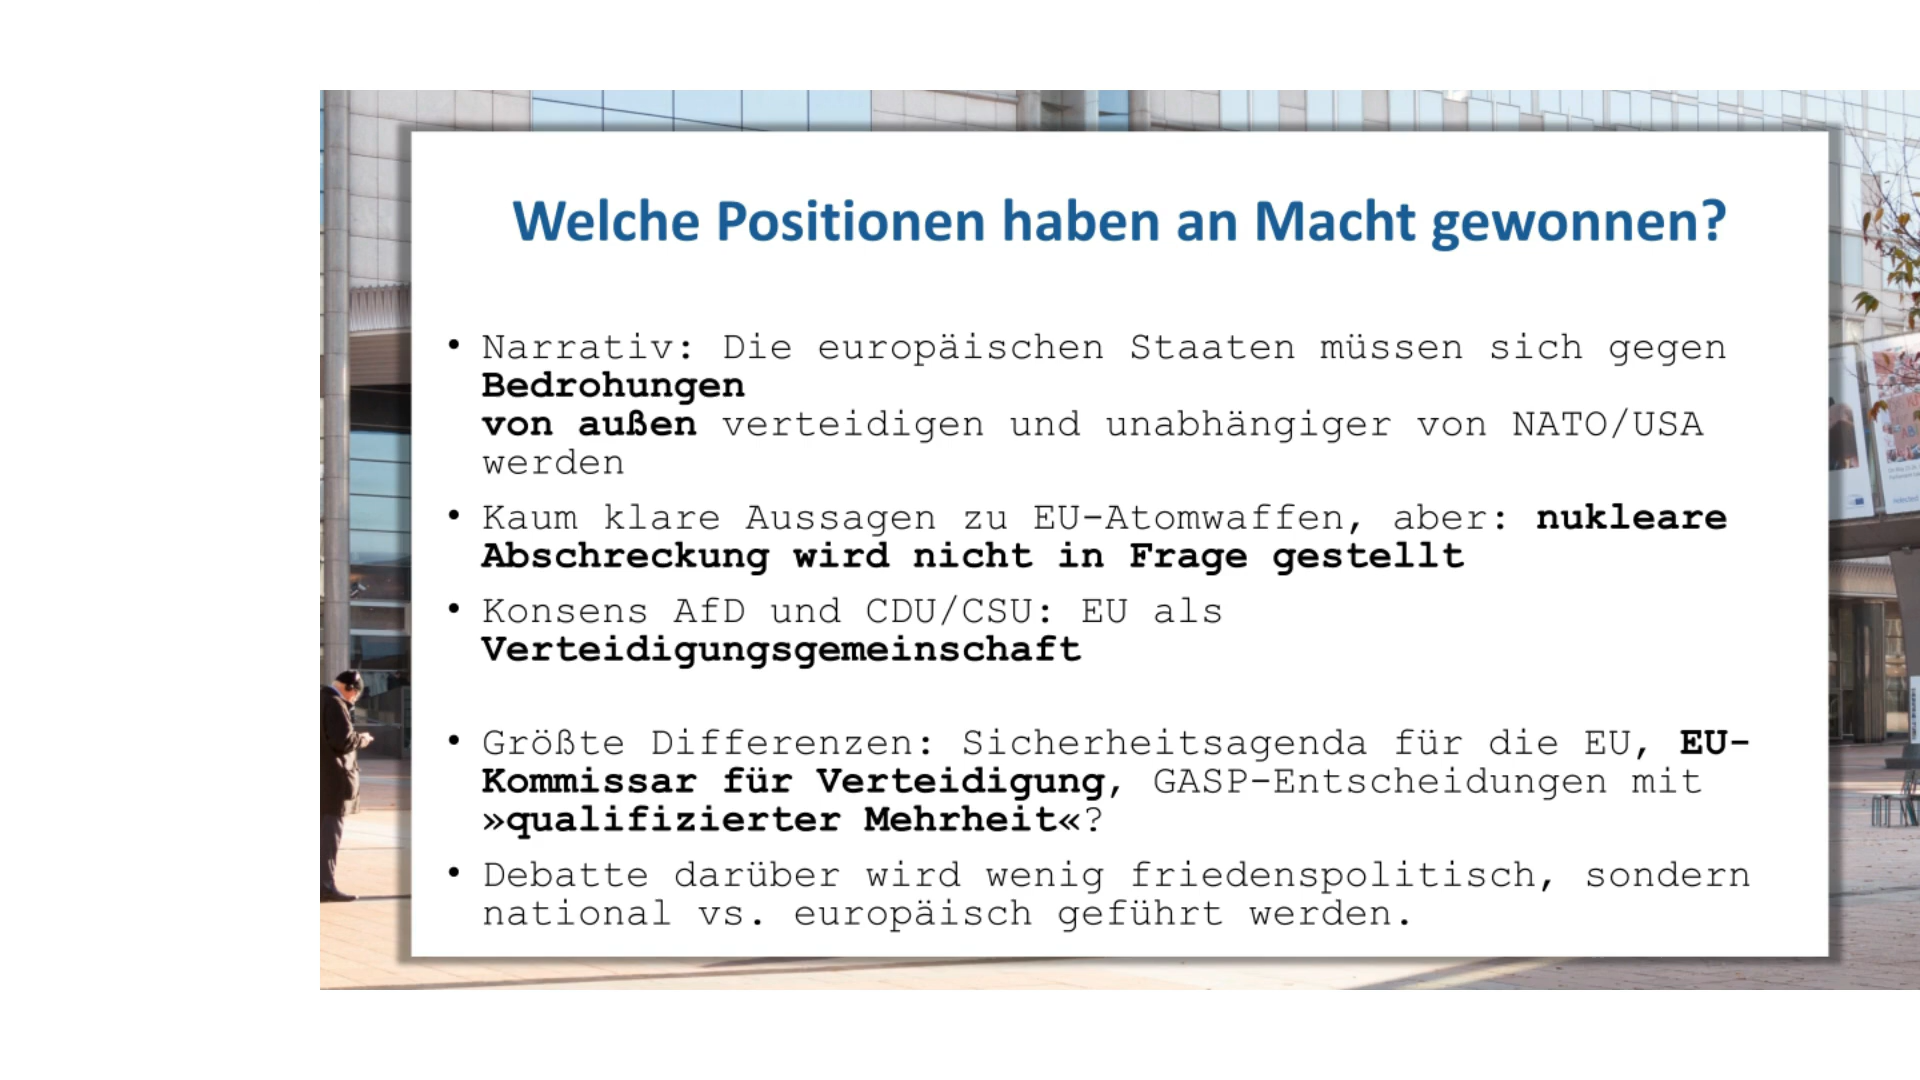 Welche Positionen haben an Macht gewonnen?
• Narrativ: Die europäischen Staaten müssen sich gegen
Bedrohungen
von außen verteidigen und unabhängiger von NATO/USA
werden
• Kaum klare Aussagen zu EU-Atomwaffen, aber: nukleare
Abschreckung wird nicht in Frage gestellt
• Konsens AfD und CDU/CSU: EU als
Verteidigungsgemeinschaft
• Größte Differenzen: Sicherheitsagenda für die EU, EU-
Kommissar für Verteidigung, GASP-Entscheidungen mit
»qualifizierter Mehrheit«?
• Debatte darüber wird wenig friedenspolitisch, sondern
national vs. europäisch geführt werden.